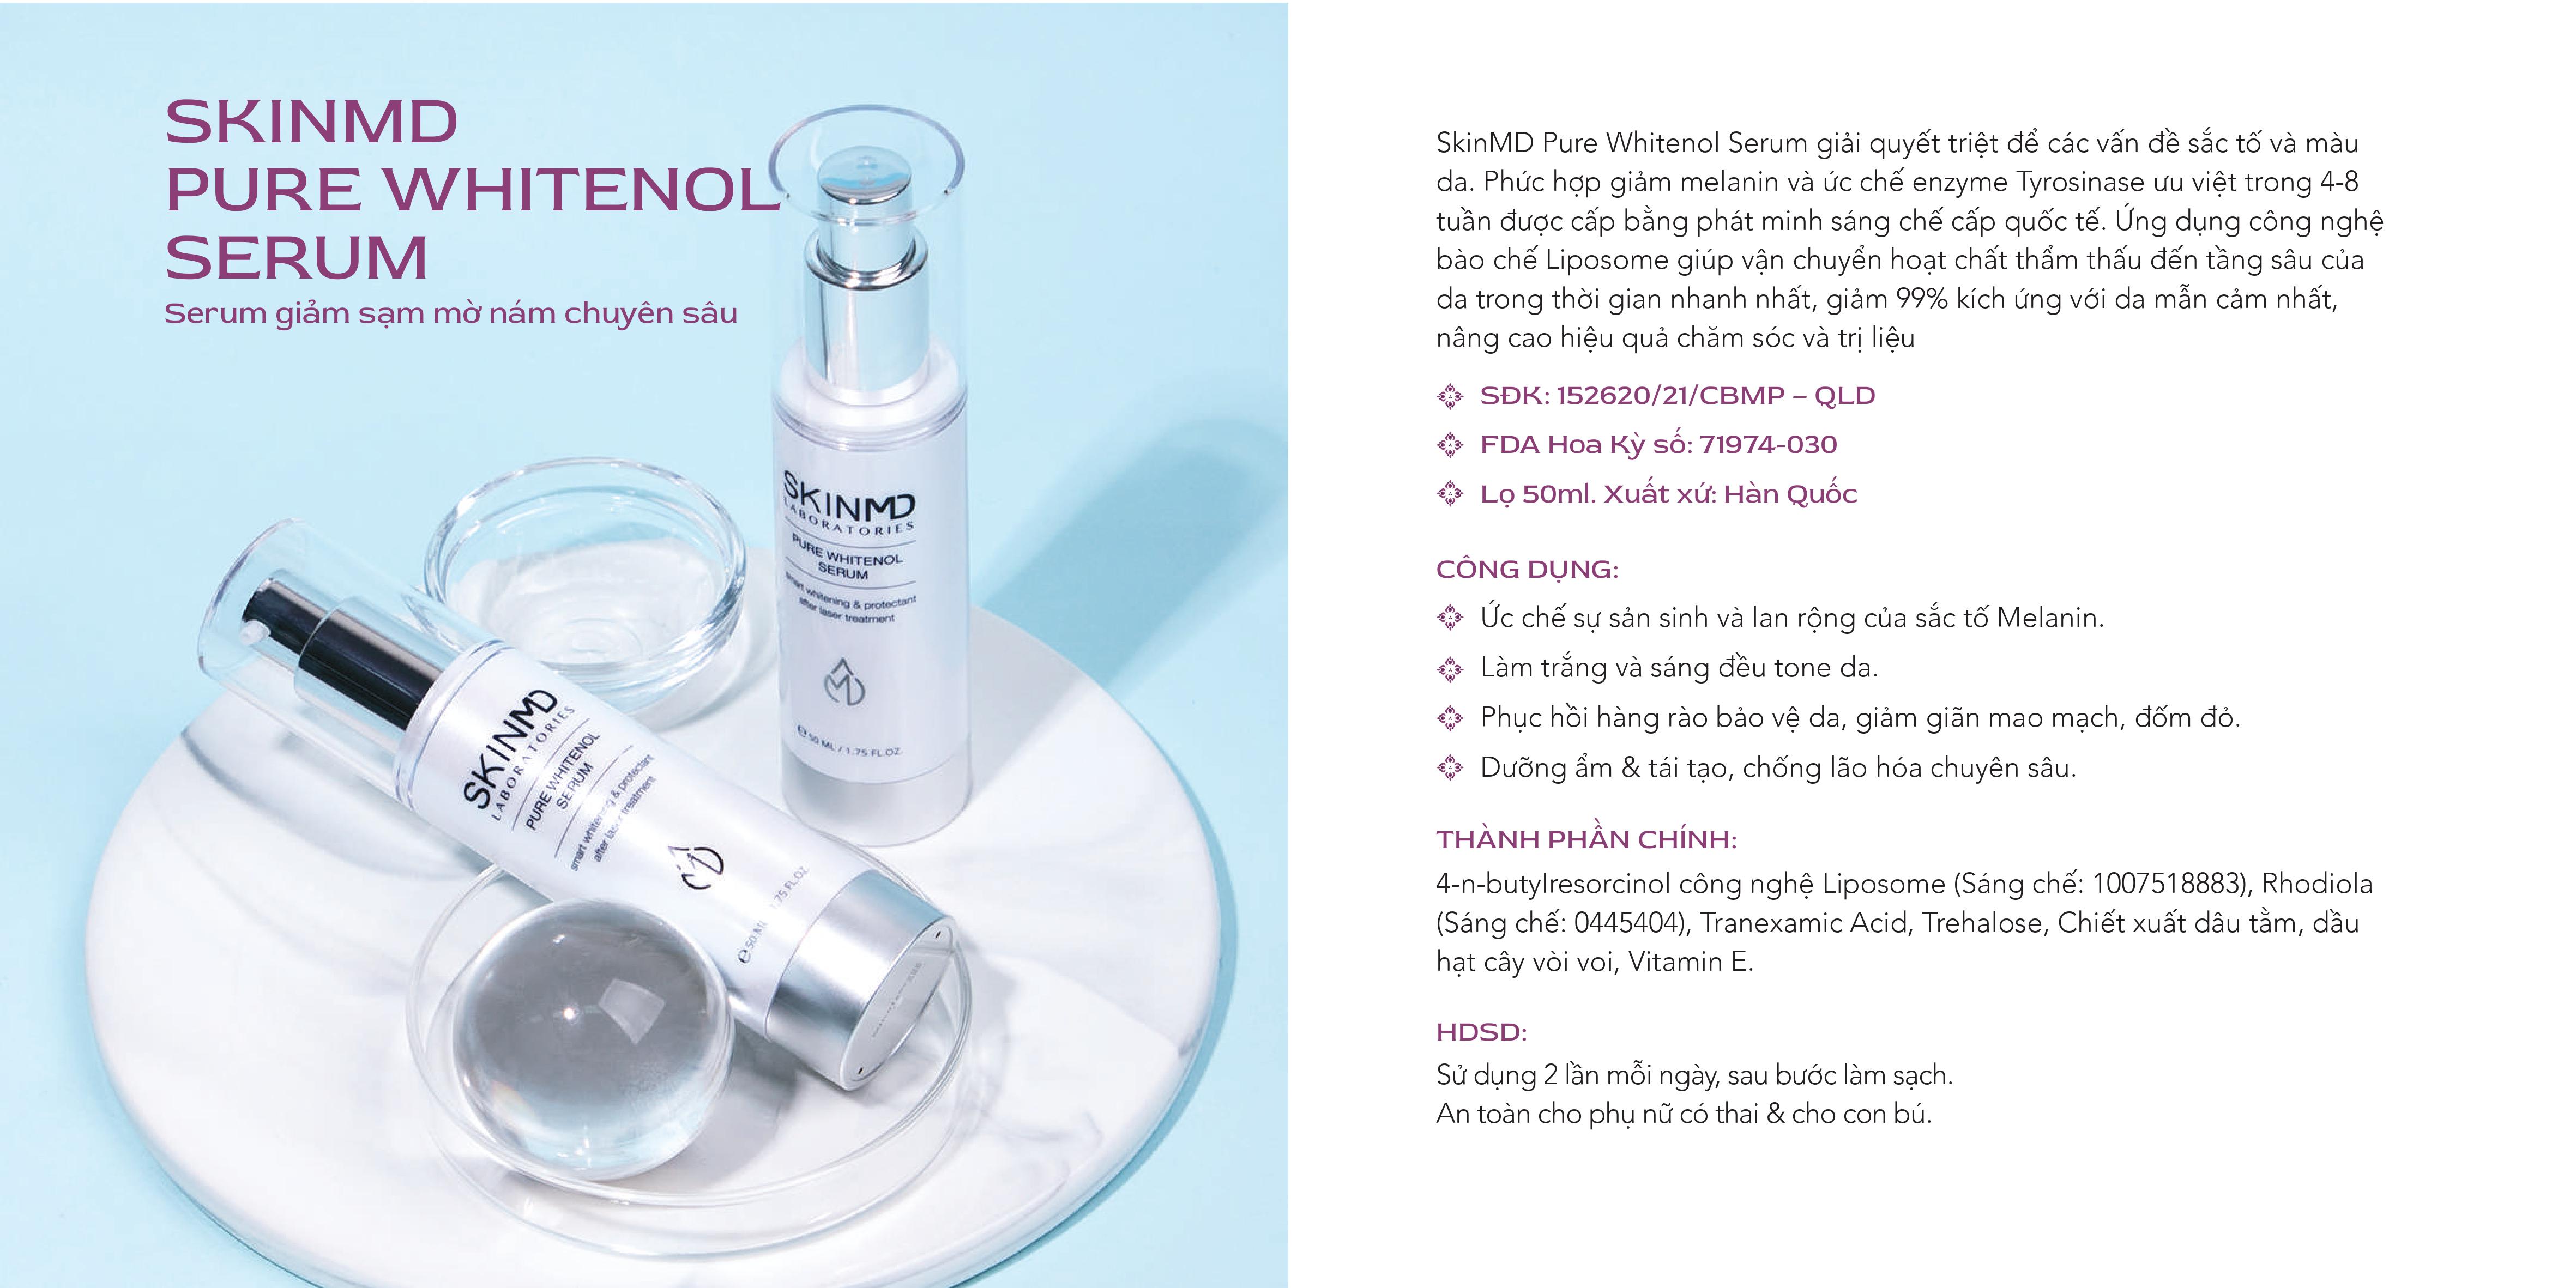 SKINMD
PURE WHITENOL
SERUM
Serum giảm sạm mờ nám chuyên sâu
SKINMD
LABORATORIES
PURE WHITENOL
SERUM
smart whitening & protectant
after laser treatment
MD
℮ 50 ML / 1.75 FL.OZ.
SKINMD
LABORATORIES
PURE WHITENOL
SERUM
smart whitening & protectant
after laser treatment
MD
℮ 50 ML 1.75 FL.OZ.
SkinMD Pure Whitenol Serum giải quyết triệt để các vấn đề sắc tố và màu
da. Phức hợp giảm melanin và ức chế enzyme Tyrosinase ưu việt trong 4-8
tuần được cấp bằng phát minh sáng chế cấp quốc tế. Ứng dụng công nghệ
bào chế Liposome giúp vận chuyển hoạt chất thẩm thấu đến tầng sâu của
da trong thời gian nhanh nhất, giảm 99% kích ứng với da mẫn cảm nhất,
nâng cao hiệu quả chăm sóc và trị liệu
SĐK: 152620/21/CBMP – QLD
FDA Hoa Kỳ số: 71974-030
Lọ 50ml. Xuất xứ: Hàn Quốc
CÔNG DỤNG:
Ức chế sự sản sinh và lan rộng của sắc tố Melanin.
Làm trắng và sáng đều tone da.
Phục hồi hàng rào bảo vệ da, giảm giãn mao mạch, đốm đỏ.
Dưỡng ẩm & tái tạo, chống lão hóa chuyên sâu.
THÀNH PHẦN CHÍNH:
4-n-butylresorcinol công nghệ Liposome (Sáng chế: 1007518883), Rhodiola
(Sáng chế: 0445404), Tranexamic Acid, Trehalose, Chiết xuất dâu tằm, dầu
hạt cây vòi voi, Vitamin E.
HDSD:
Sử dụng 2 lần mỗi ngày, sau bước làm sạch.
An toàn cho phụ nữ có thai & cho con bú.